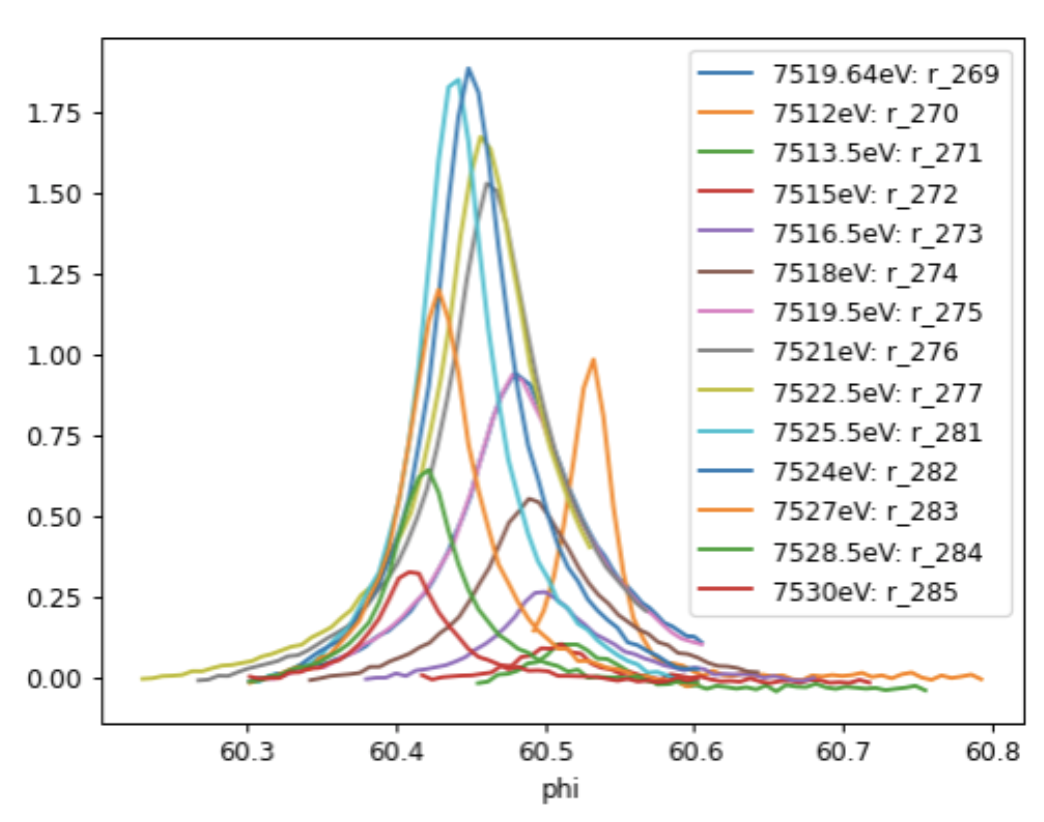 1.75
1.50
1.25
1.00
0.75
0.50
0.25
0.00
7519.64eV: r_269
7512eV: r_270
7513.5eV: r_271
7515eV: r_272
7516.5eV: r_273
7518eV: r_274
7519.5eV: r_275
7521eV: r_276
7522.5eV: r_277
7525.5eV: r_281
7524eV: r_282
7527eV: r_283
7528.5eV: r_284
7530eV: r_285
60.3 60.4 60.5 60.6 60.7 60.8
phi